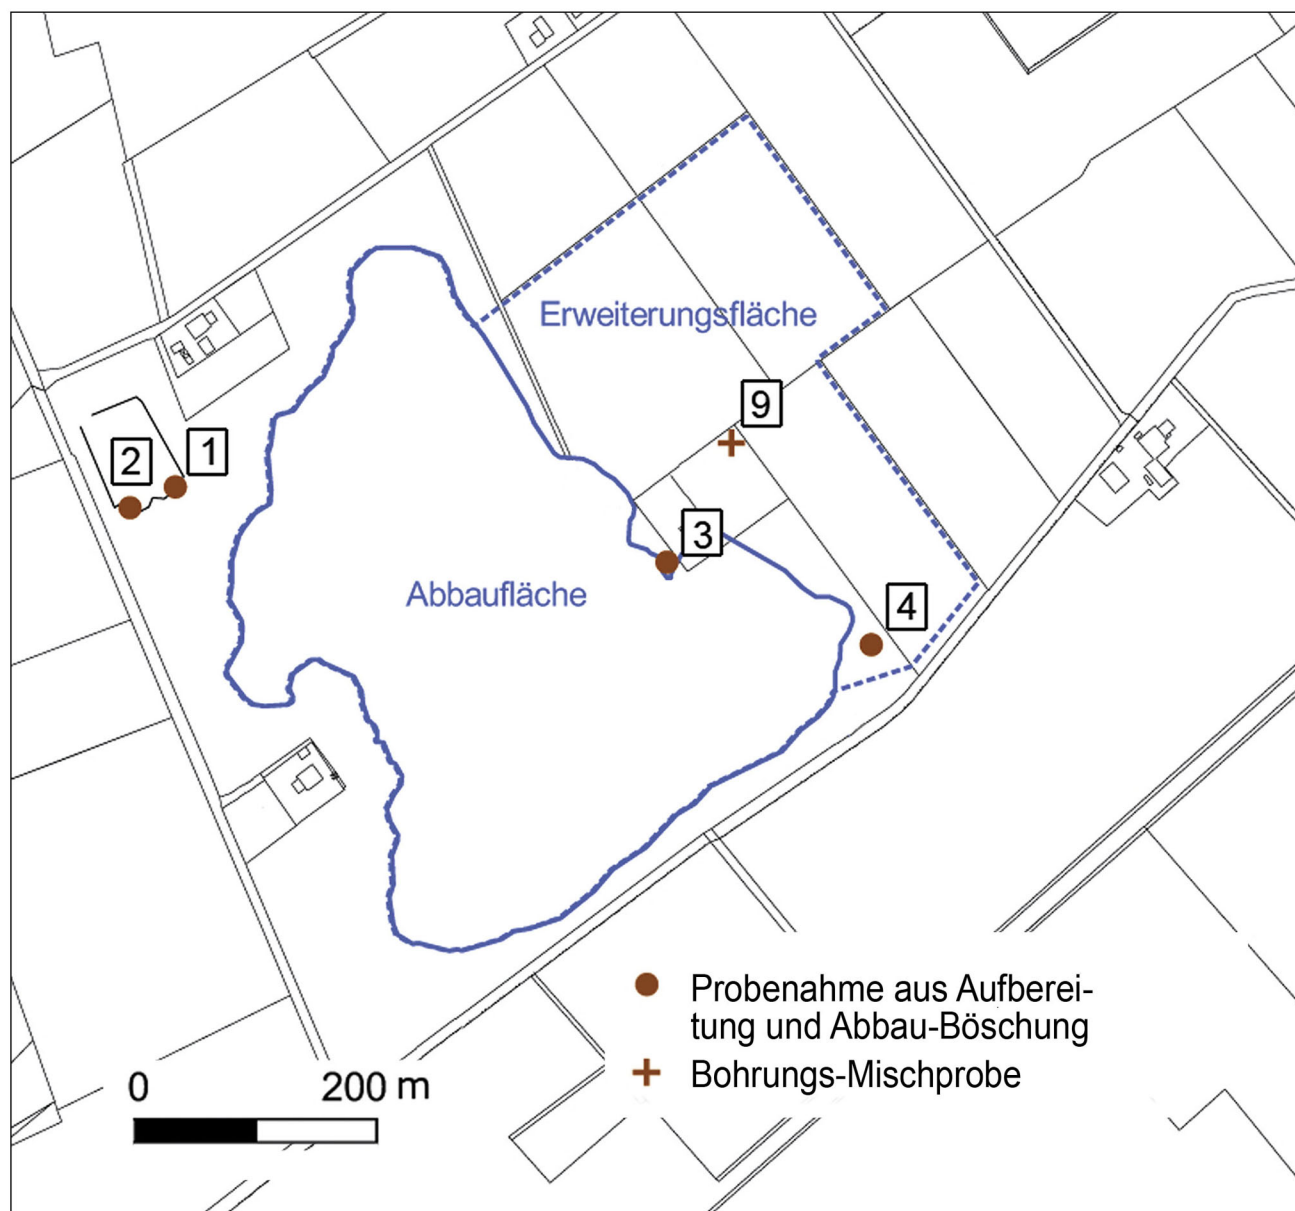 Erweiterungsfläche
9
1
2
3
Abbaufläche
4
Probenahme aus Aufberei-
tung und Abbau-Böschung
Bohrungs-Mischprobe
0 200 m